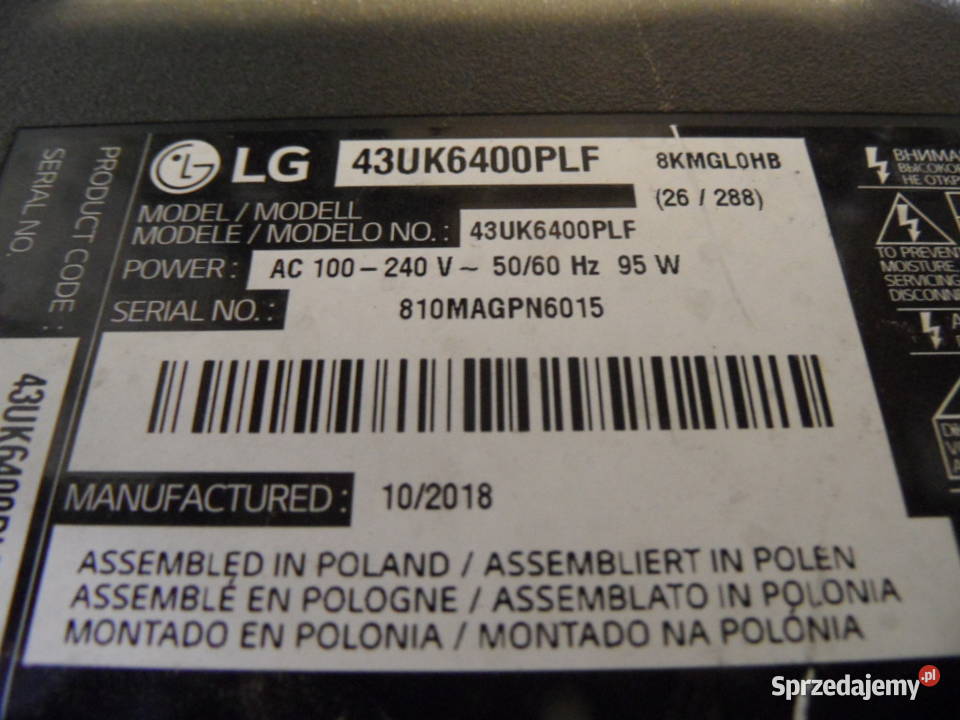 LG 43UK6400PLF 8KMGL0HB
(26 / 288)
MODEL / MODELL
MODELE / MODELO NO. : 43UK6400PLF
POWER : AC 100 – 240 V ~ 50/60 Hz 95 W
SERIAL NO. : 810MAGPN6015
MANUFACTURED : 10/2018
ASSEMBLED IN POLAND / ASSEMBLIERT IN POLEN
ASSEMBLÉ EN POLOGNE / ASSEMBLATO IN POLONIA
MONTADO EN POLONIA / MONTADO NA POLÓNIA
PRODUCT CODE :
SERIAL NO. :
TO PREVENT
MOISTURE.
SERVICING
Sprzedajemy.pl